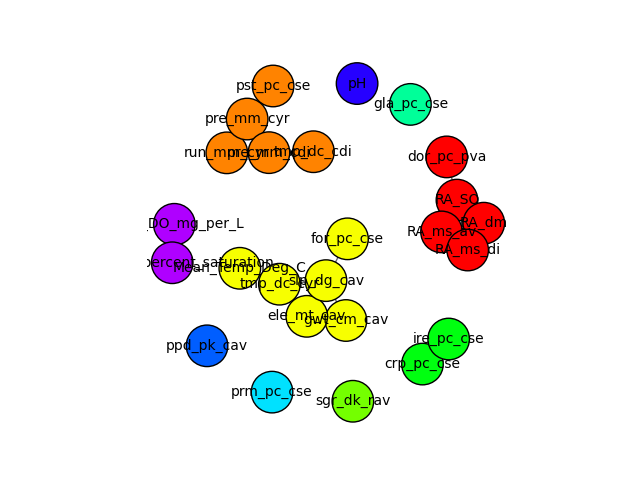 pst_pc_cse
pH
gla_pc_cse
pre_mm_cyr
run_mm_cyr
pre_mm_cdi
tmp_dc_cdi
dor_pc_pva
RA_SO
RA_dm
RA_ms_av
RA_ms_di
DO_mg_per_L
for_pc_cse
percent_saturation
Mean_Temp_Deg_C
tmp_dc_cyr
slp_dg_cav
ele_mt_cav
gwt_cm_cav
ire_pc_cse
ppd_pk_cav
crp_pc_cse
prm_pc_cse
sgr_dk_rav